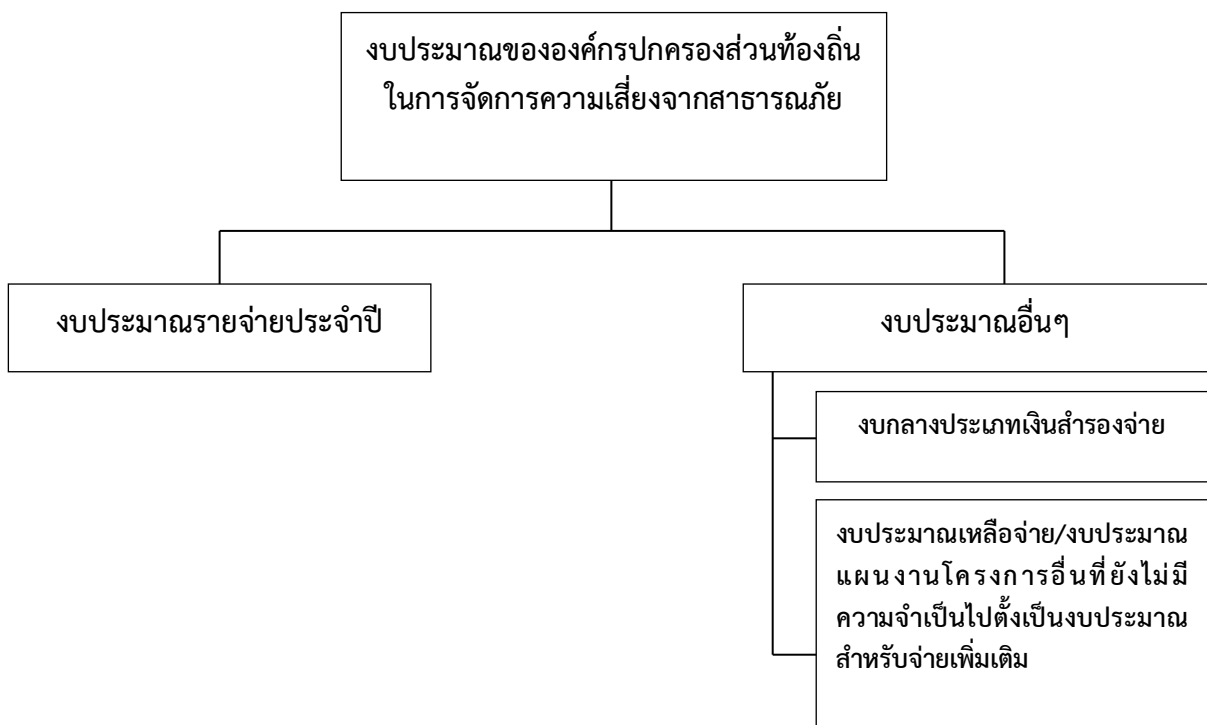 งบประมาณขององค์กรปกครองส่วนท้องถิ่น
ในการจัดการความเสี่ยงจากสาธารณภัย
งบประมาณรายจ่ายประจำปี
งบประมาณอื่นๆ
งบกลางประเภทเงินสำรองจ่าย
งบประมาณเหลือจ่าย/งบประมาณ
แผนงานโครงการอื่นที่ยังไม่มี
ความจำเป็นไปตั้งเป็นงบประมาณ
สำหรับจ่ายเพิ่มเติม